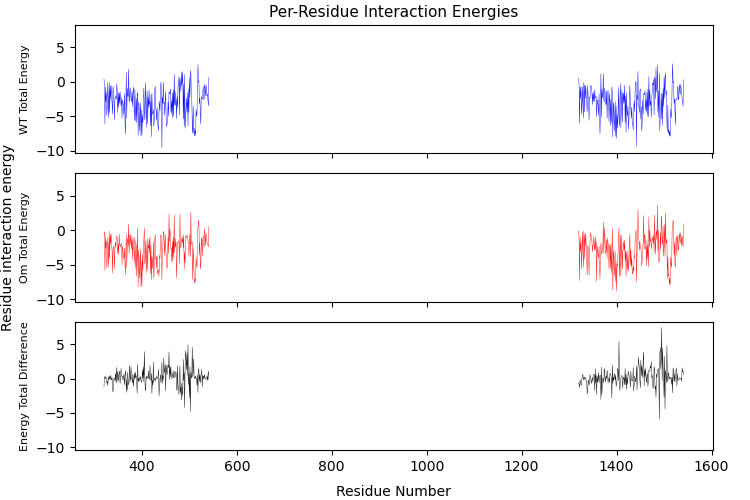 Per-Residue Interaction Energies
WT Total Energy
5
0
−5
−10
Residue interaction energy
Om Total Energy
5
0
−5
−10
Energy Total Difference
5
0
−5
−10
400 600 800 1000 1200 1400 1600
Residue Number